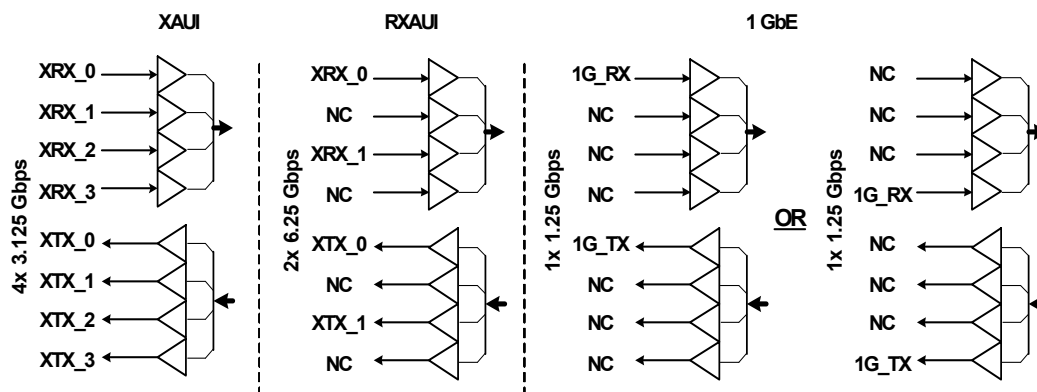 XAUI
RXAUI
1 GbE
4x 3.125 Gbps
XRX_0
XRX_1
XRX_2
XRX_3
XTX_0
XTX_1
XTX_2
XTX_3
2x 6.25 Gbps
XRX_0
NC
XRX_1
NC
XTX_0
NC
XTX_1
NC
1x 1.25 Gbps
1G_RX
NC
NC
NC
1G_TX
NC
NC
NC
OR
1x 1.25 Gbps
NC
NC
NC
1G_RX
NC
NC
NC
1G_TX